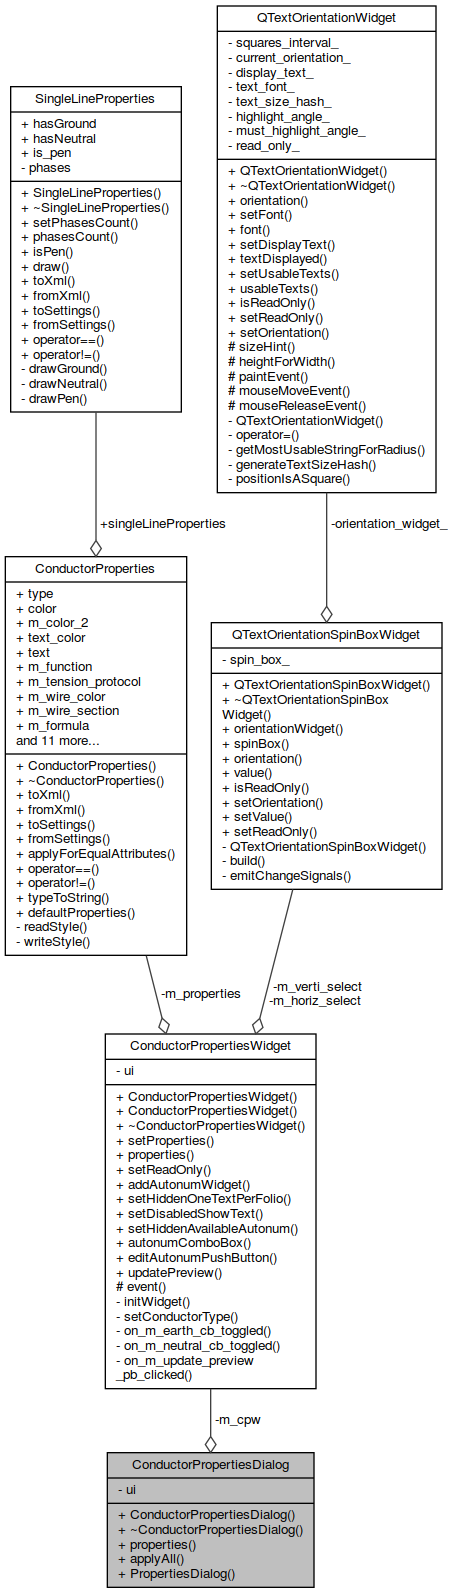 QTextOrientationWidget
- squares_interval_
- current_orientation_
- display_text_
- text_font_
- text_size_hash_
- highlight_angle_
- must_highlight_angle_
- read_only_
+ QTextOrientationWidget()
+ ~QTextOrientationWidget()
+ orientation()
+ setFont()
+ font()
+ setDisplayText()
+ textDisplayed()
+ setUsableTexts()
+ usableTexts()
+ isReadOnly()
+ setReadOnly()
+ setOrientation()
# sizeHint()
# heightForWidth()
# paintEvent()
# mouseMoveEvent()
# mouseReleaseEvent()
- QTextOrientationWidget()
- operator=()
- getMostUsableStringForRadius()
- generateTextSizeHash()
- positionIsASquare()
SingleLineProperties
+ hasGround
+ hasNeutral
+ is_pen
- phases
+ SingleLineProperties()
+ ~SingleLineProperties()
+ setPhasesCount()
+ phasesCount()
+ isPen()
+ draw()
+ toXml()
+ fromXml()
+ toSettings()
+ fromSettings()
+ operator==()
+ operator!=()
- drawGround()
- drawNeutral()
- drawPen()
+singleLineProperties
-orientation_widget_
ConductorProperties
+ type
+ color
+ m_color_2
+ text_color
+ text
+ m_function
+ m_tension_protocol
+ m_wire_color
+ m_wire_section
+ m_formula
and 11 more...
+ ConductorProperties()
+ ~ConductorProperties()
+ toXml()
+ fromXml()
+ toSettings()
+ fromSettings()
+ applyForEqualAttributes()
+ operator==()
+ operator!=()
+ typeToString()
+ defaultProperties()
- readStyle()
- writeStyle()
QTextOrientationSpinBoxWidget
- spin_box_
+ QTextOrientationSpinBoxWidget()
+ ~QTextOrientationSpinBox
Widget()
+ orientationWidget()
+ spinBox()
+ orientation()
+ value()
+ isReadOnly()
+ setOrientation()
+ setValue()
+ setReadOnly()
- QTextOrientationSpinBoxWidget()
- build()
- emitChangeSignals()
-m_properties
-m_verti_select
-m_horiz_select
ConductorPropertiesWidget
- ui
+ ConductorPropertiesWidget()
+ ConductorPropertiesWidget()
+ ~ConductorPropertiesWidget()
+ setProperties()
+ properties()
+ setReadOnly()
+ addAutonumWidget()
+ setHiddenOneTextPerFolio()
+ setDisabledShowText()
+ setHiddenAvailableAutonum()
+ autonumComboBox()
+ editAutonumPushButton()
+ updatePreview()
# event()
- initWidget()
- setConductorType()
- on_m_earth_cb_toggled()
- on_m_neutral_cb_toggled()
- on_m_update_preview
_pb_clicked()
-m_cpw
ConductorPropertiesDialog
- ui
+ ConductorPropertiesDialog()
+ ~ConductorPropertiesDialog()
+ properties()
+ applyAll()
+ PropertiesDialog()